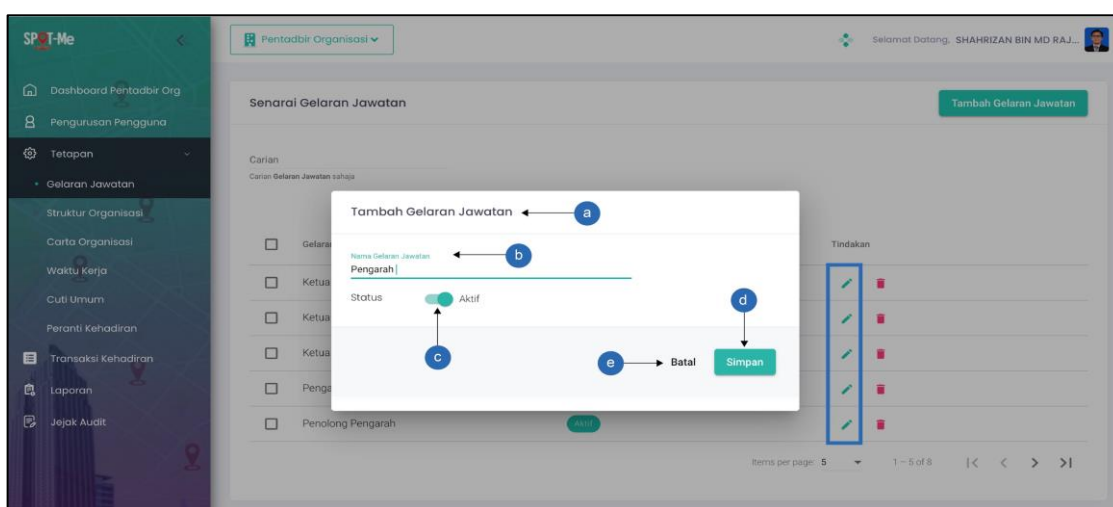 SPOT-Me
Pentadbir Organisasi
Selamat Datang, SHAHRIZAN BIN MD RAJ...
Dashboard Pentadbir Org
Pengurusan Pengguna
Tetapan
Gelaran Jawatan
Struktur Organisasi
Carta Organisasi
Waktu Kerja
Cuti Umum
Peranti Kehadiran
Transaksi Kehadiran
Laporan
Jejak Audit
Senarai Gelaran Jawatan
Tambah Gelaran Jawatan
Carian
Carian Gelaran Jawatan sahaja
Tindakan
Ketua
Ketua
Ketua
Penolong Pengarah
Aktif
Items per page: 5
1 – 5 of 8
Tambah Gelaran Jawatan
a
Nama Gelaran Jawatan
b
Pengarah
Status
Aktif
c
d
e
Batal
Simpan